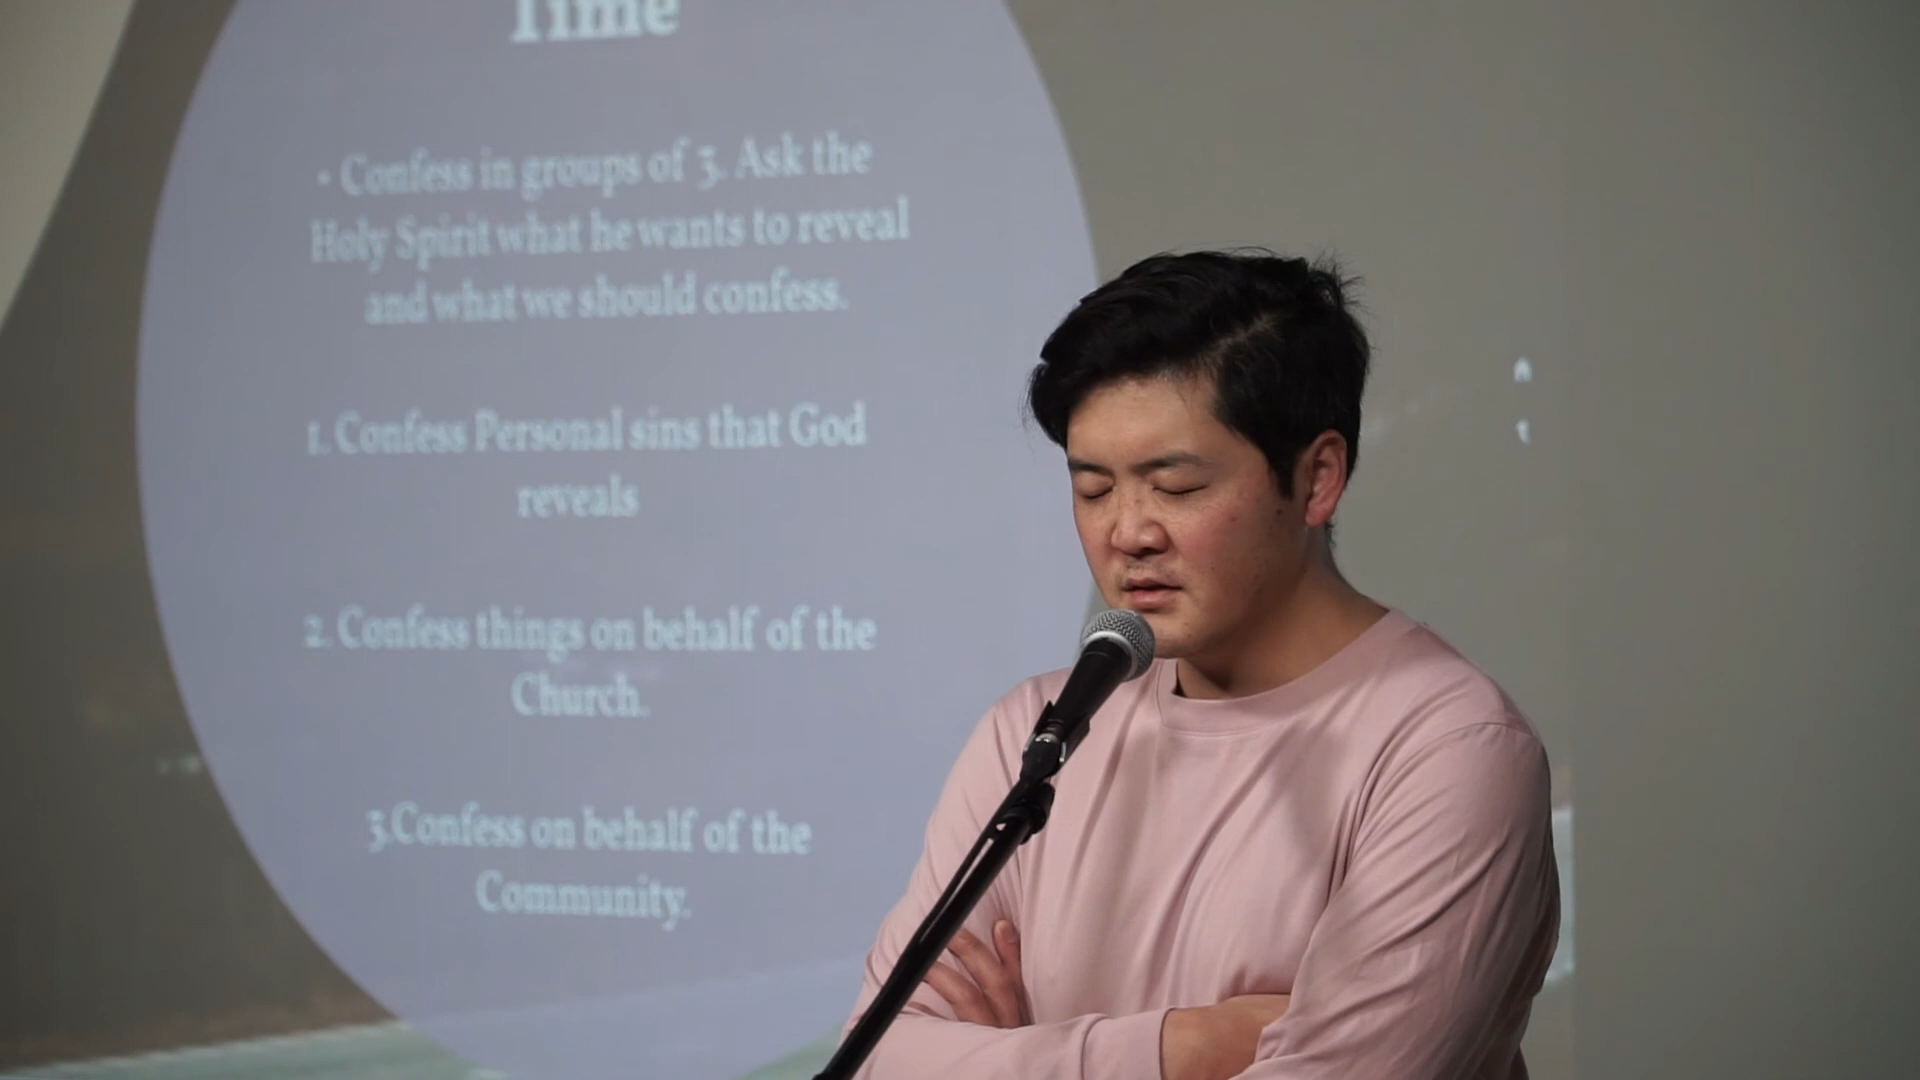 Time
• Confess in groups of 3. Ask the
Holy Spirit what he wants to reveal
and what we should confess.
1. Confess Personal sins that God
reveals
2. Confess things on behalf of the
Church.
3.Confess on behalf of the
Community.